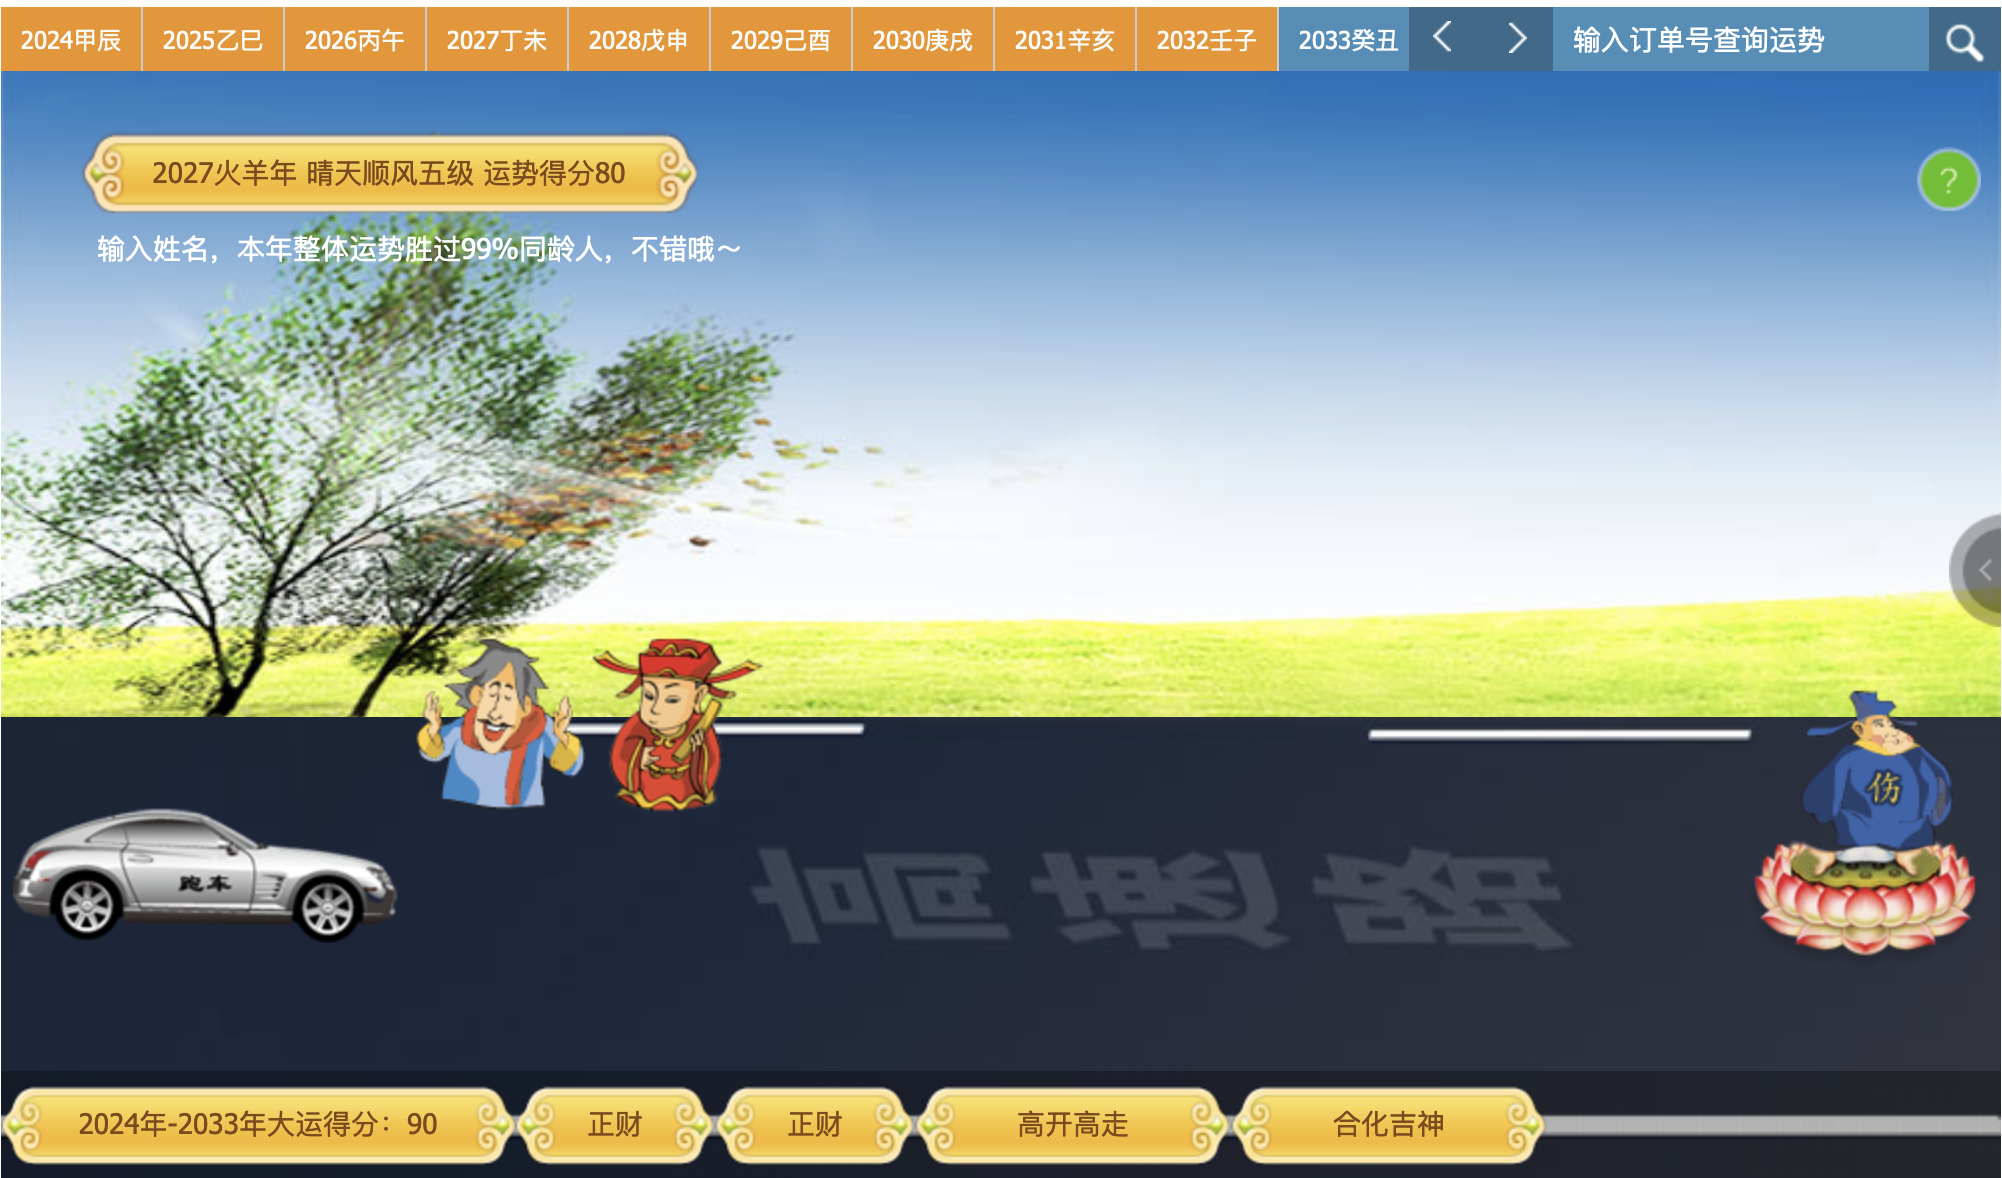 2024甲辰 2025乙巳 2026丙午 2027丁未 2028戊申 2029己酉 2030庚戌 2031辛亥 2032壬子 2033癸丑 输入订单号查询运势
2027火羊年 晴天顺风五级 运势得分80
?
输入姓名，本年整体运势胜过99%同龄人，不错哦～
伤
跑车
高速路
2024年-2033年大运得分：90 正财 正财 高开高走 合化吉神